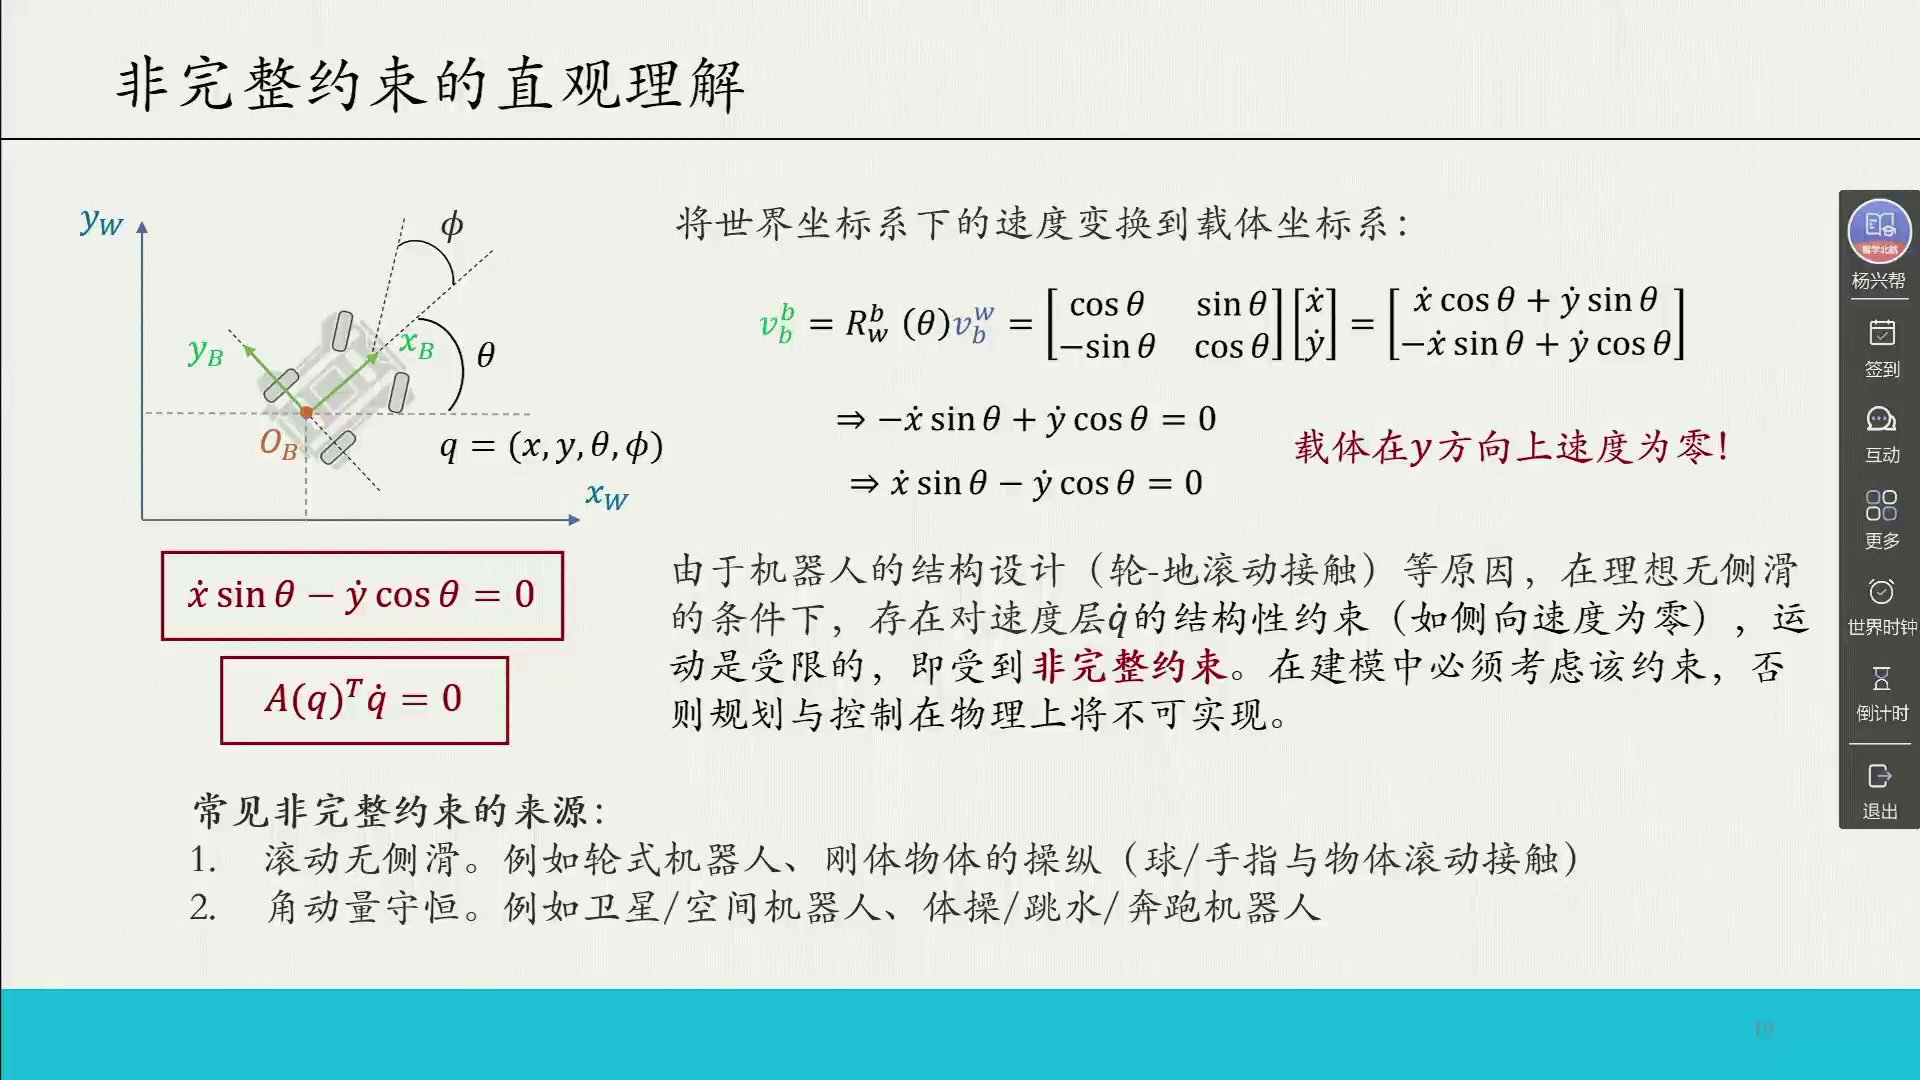 非完整约束的直观理解
y_W
ϕ
y_B
x_B
θ
O_B
q = (x, y, θ, ϕ)
x_W
ẋ sin θ − ẏ cos θ = 0
A(q)^T q̇ = 0
将世界坐标系下的速度变换到载体坐标系：
v_b^b = R_w^b (θ)v_b^w = [cos θ sin θ; −sin θ cos θ] [ẋ; ẏ] = [ẋ cos θ + ẏ sin θ; −ẋ sin θ + ẏ cos θ]
⇒ −ẋ sin θ + ẏ cos θ = 0
⇒ ẋ sin θ − ẏ cos θ = 0
载体在y方向上速度为零！
由于机器人的结构设计（轮-地滚动接触）等原因，在理想无侧滑
的条件下，存在对速度层q̇的结构性约束（如侧向速度为零），运
动是受限的，即受到非完整约束。在建模中必须考虑该约束，否
则规划与控制在物理上将不可实现。
常见非完整约束的来源：
1. 滚动无侧滑。例如轮式机器人、刚体物体的操纵（球/手指与物体滚动接触）
2. 角动量守恒。例如卫星/空间机器人、体操/跳水/奔跑机器人
19
智学北航
杨兴帮
签到
互动
更多
世界时钟
倒计时
退出